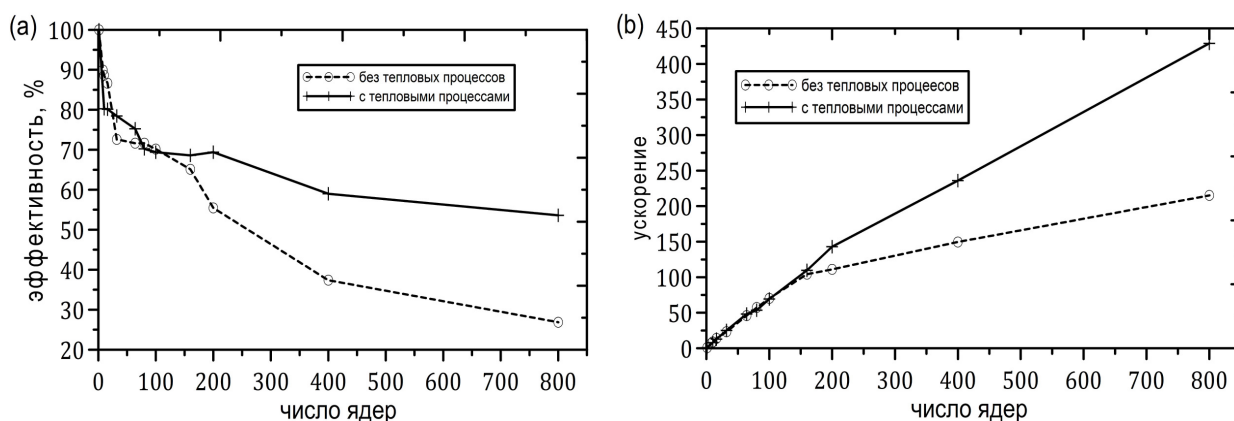 (a)
100
90
80
70
60
50
40
30
20
эффективность, %
0 100 200 300 400 500 600 700 800
число ядер
без тепловых процессов
с тепловыми процессами
(b)
450
400
350
300
250
200
150
100
50
0
ускорение
0 100 200 300 400 500 600 700 800
число ядер
без тепловых процеесов
с тепловыми процессами